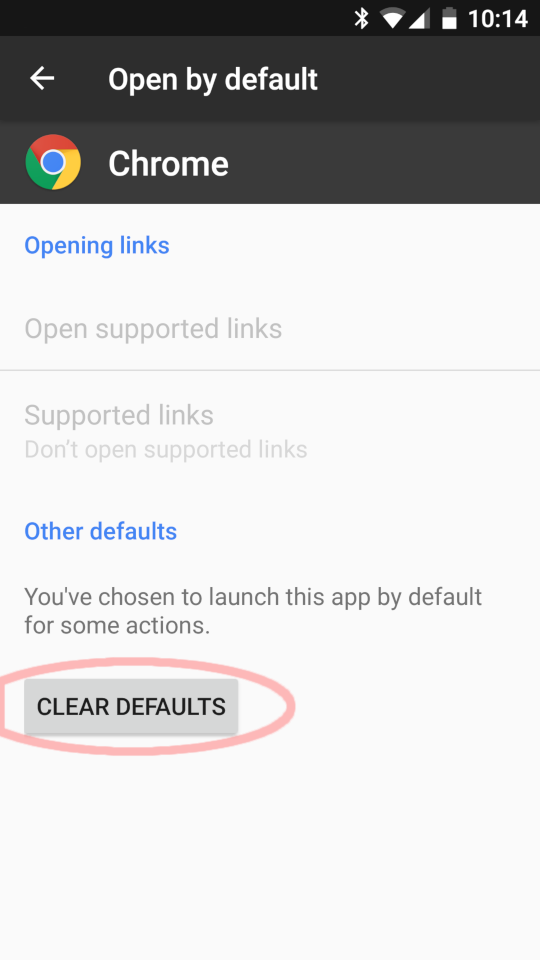 10:14
Open by default
Chrome
Opening links
Open supported links
Supported links
Don't open supported links
Other defaults
You've chosen to launch this app by default
for some actions.
CLEAR DEFAULTS